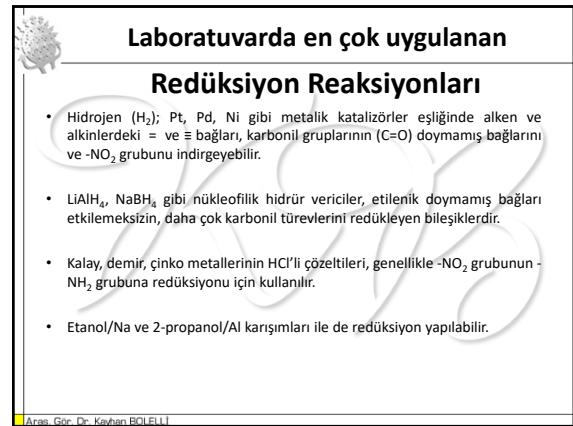 Laboratuvarda en çok uygulanan
Redüksiyon Reaksiyonları
• Hidrojen (H₂); Pt, Pd, Ni gibi metalik katalizörler eşliğinde alken ve
alkinlerdeki = ve ≡ bağları, karbonil gruplarının (C=O) doymamış bağlarını
ve -NO₂ grubunu indirgeyebilir.
• LiAlH₄, NaBH₄ gibi nükleofilik hidrür vericiler, etilenik doymamış bağları
etkilemeksizin, daha çok karbonil türevlerini redükleyen bileşiklerdir.
• Kalay, demir, çinko metallerinin HCl’li çözeltileri, genellikle -NO₂ grubunun -
NH₂ grubuna redüksiyonu için kullanılır.
• Etanol/Na ve 2-propanol/Al karışımları ile de redüksiyon yapılabilir.
Araş. Gör. Dr. Kayhan BOLELLİ